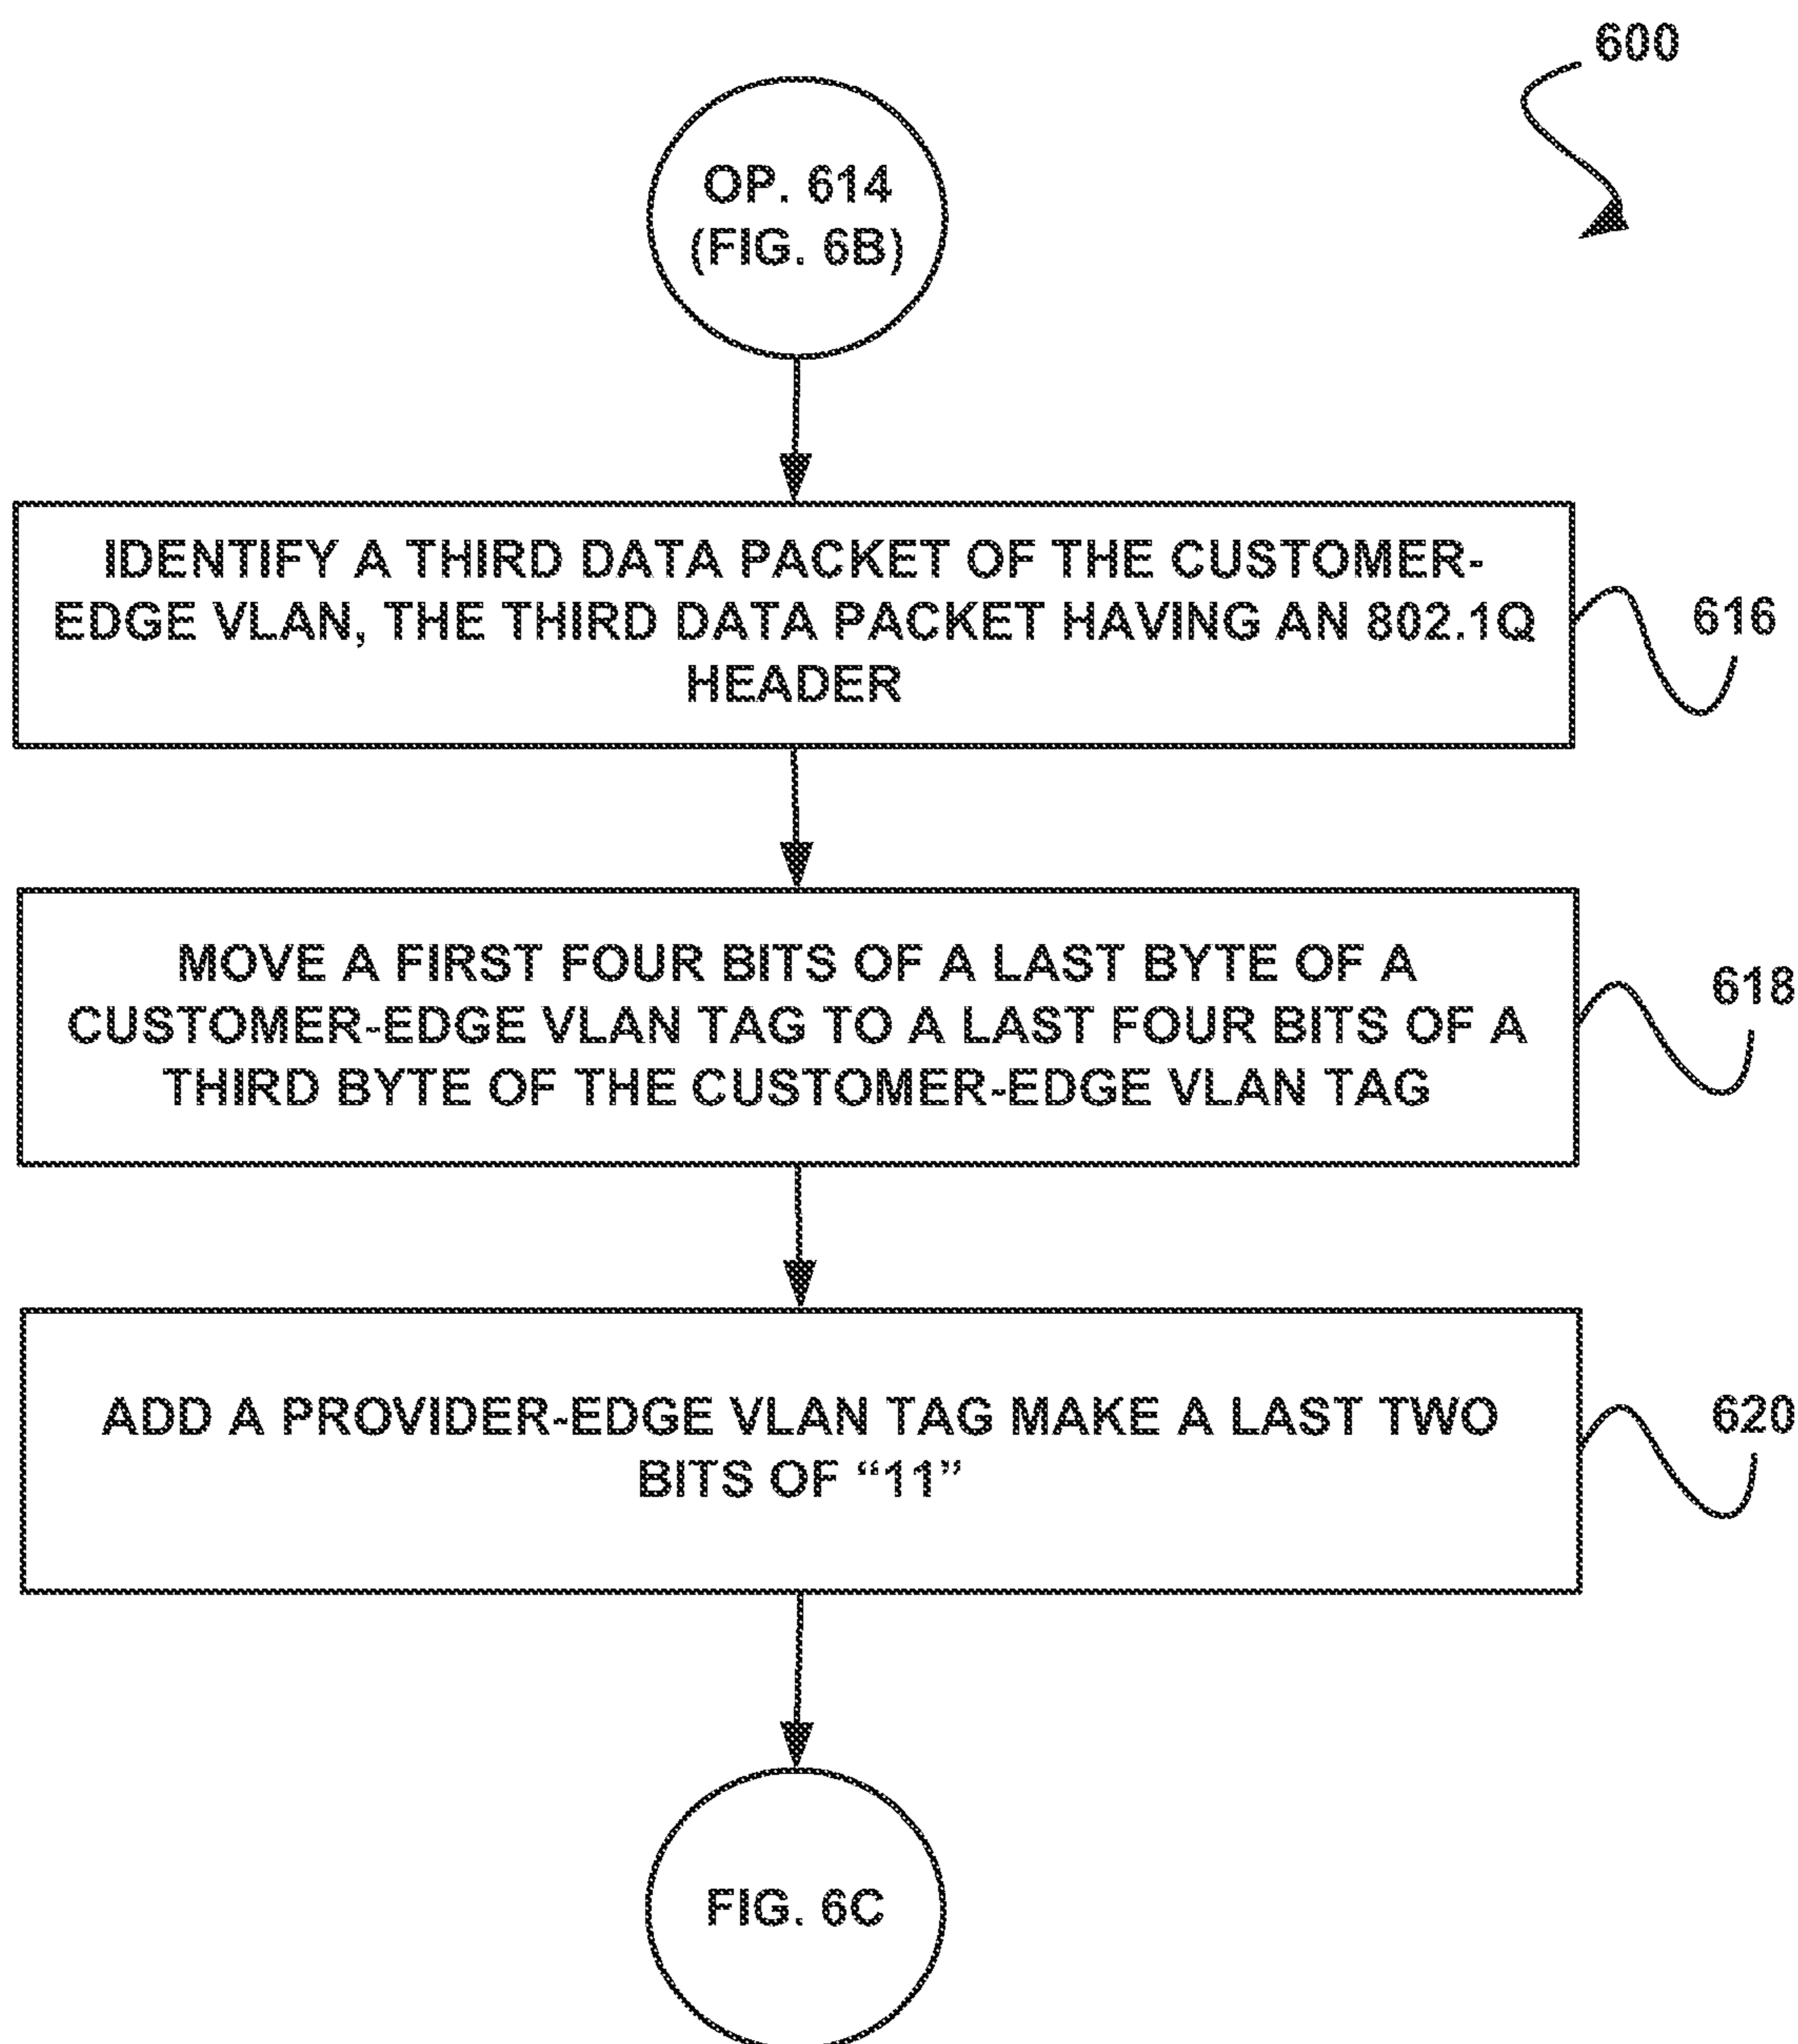 600
OP. 614
(FIG. 6B)
IDENTIFY A THIRD DATA PACKET OF THE CUSTOMER-
EDGE VLAN, THE THIRD DATA PACKET HAVING AN 802.1Q
HEADER
616
MOVE A FIRST FOUR BITS OF A LAST BYTE OF A
CUSTOMER-EDGE VLAN TAG TO A LAST FOUR BITS OF A
THIRD BYTE OF THE CUSTOMER-EDGE VLAN TAG
618
ADD A PROVIDER-EDGE VLAN TAG MAKE A LAST TWO
BITS OF “11”
620
FIG. 6C